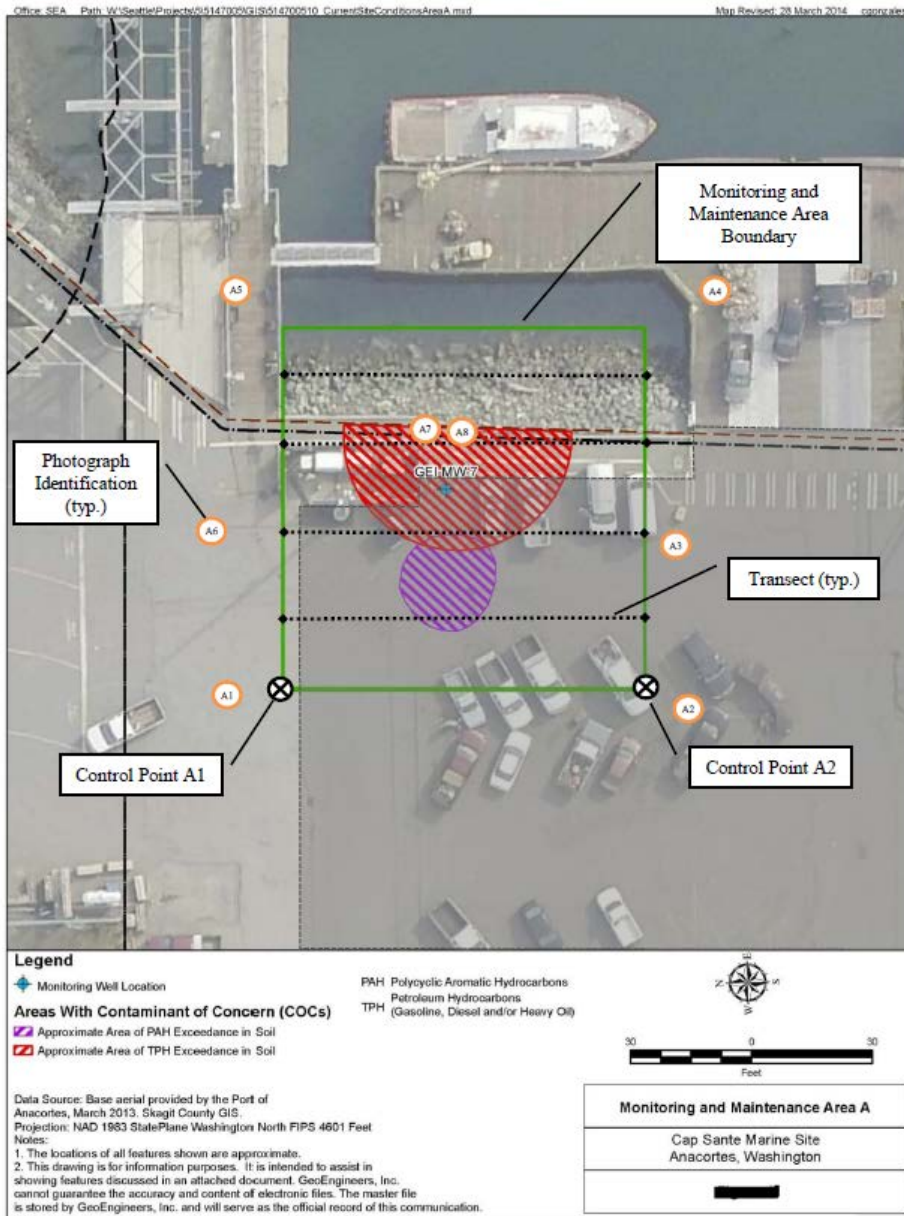 Office: SEA Path: W:\Seattle\Projects\5\5147005\GIS\514700510_CurrentSiteConditionsAreaA.mxd Map Revised: 28 March 2014 cgonzales
Monitoring and
Maintenance Area
Boundary
A5
A4
A7
A8
GEI-MW-7
Photograph
Identification
(typ.)
A6
A3
Transect (typ.)
A1
A2
Control Point A1
Control Point A2
Legend
Monitoring Well Location
Areas With Contaminant of Concern (COCs)
Approximate Area of PAH Exceedance in Soil
Approximate Area of TPH Exceedance in Soil
PAH Polycyclic Aromatic Hydrocarbons
TPH Petroleum Hydrocarbons
(Gasoline, Diesel and/or Heavy Oil)
E
N
S
W
30 0 30
Feet
Data Source: Base aerial provided by the Port of
Anacortes, March 2013. Skagit County GIS.
Projection: NAD 1983 StatePlane Washington North FIPS 4601 Feet
Notes:
1. The locations of all features shown are approximate.
2. This drawing is for information purposes. It is intended to assist in
showing features discussed in an attached document. GeoEngineers, Inc.
cannot guarantee the accuracy and content of electronic files. The master file
is stored by GeoEngineers, Inc. and will serve as the official record of this communication.
Monitoring and Maintenance Area A
Cap Sante Marine Site
Anacortes, Washington